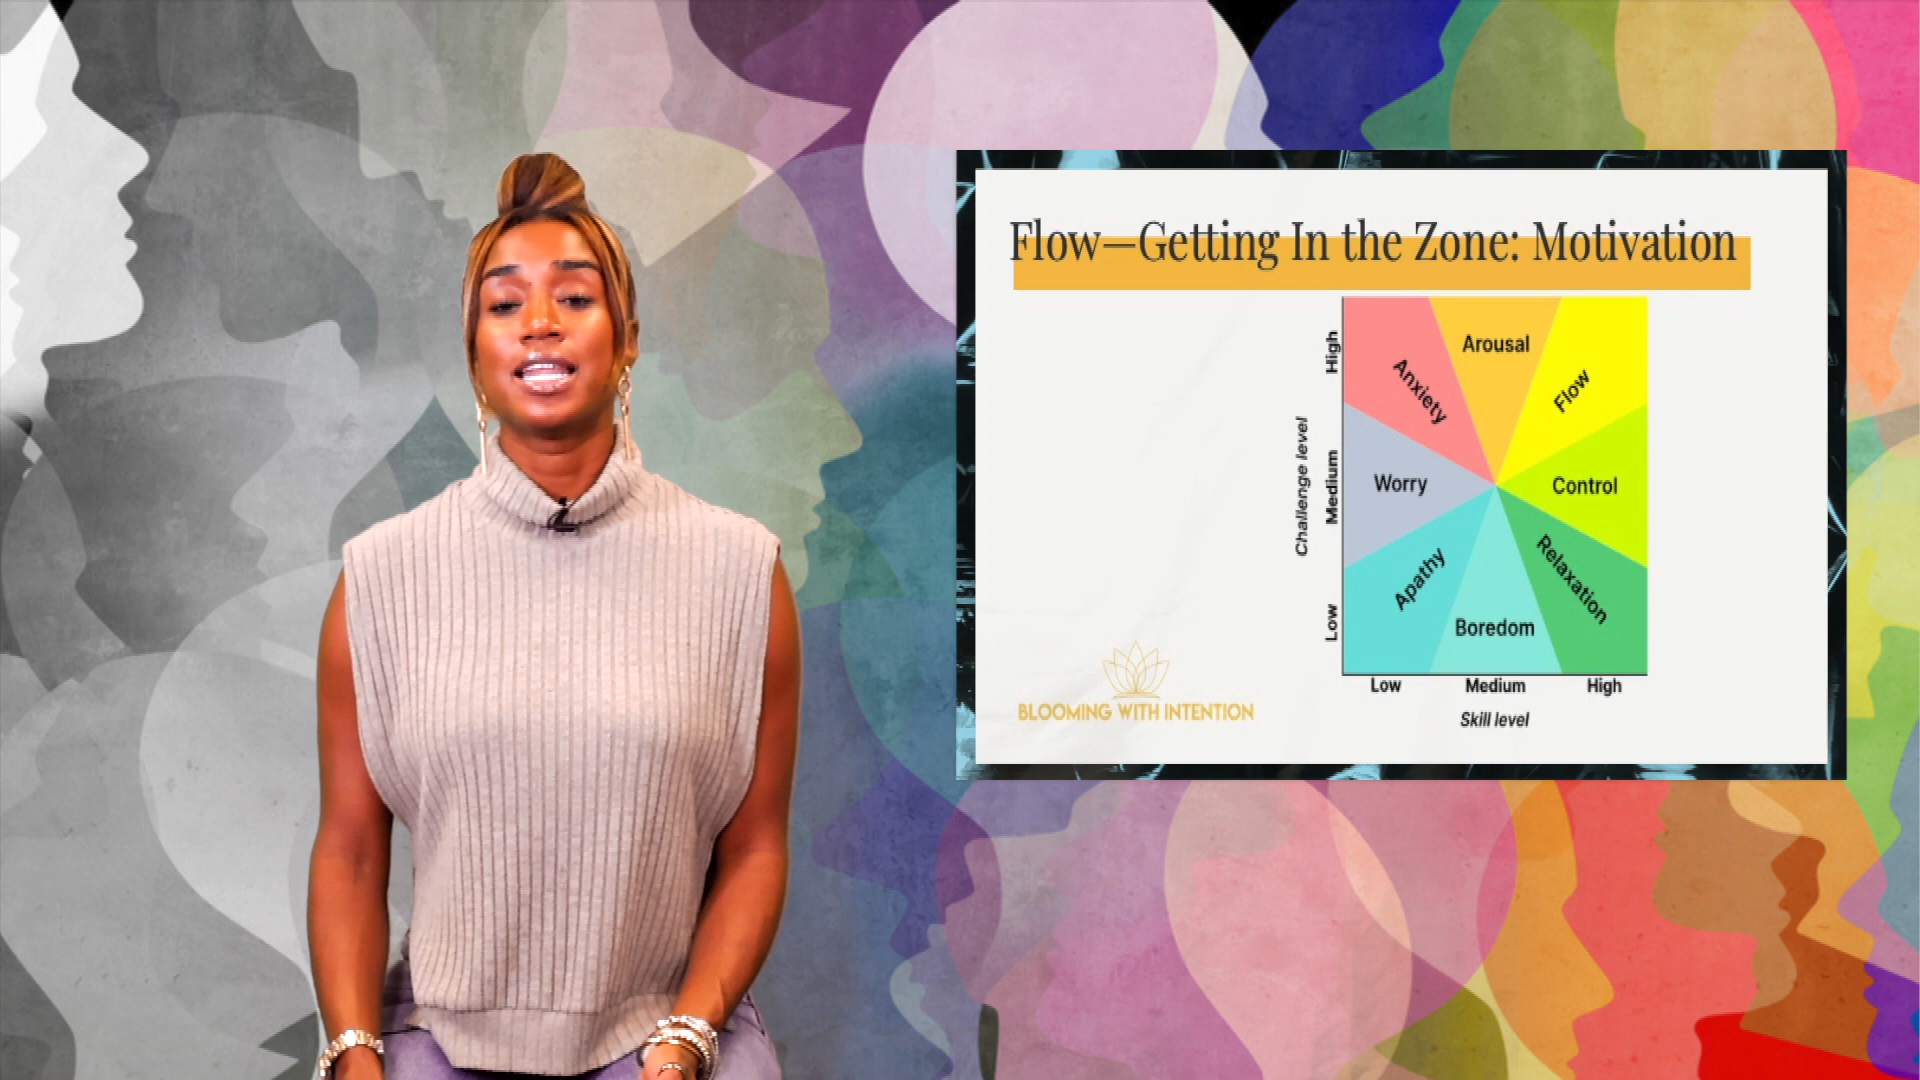 Flow—Getting In the Zone: Motivation
High
Arousal
Anxiety
Flow
Challenge level
Medium
Worry
Control
Apathy
Relaxation
Low
Boredom
Low
Medium
High
Skill level
BLOOMING WITH INTENTION